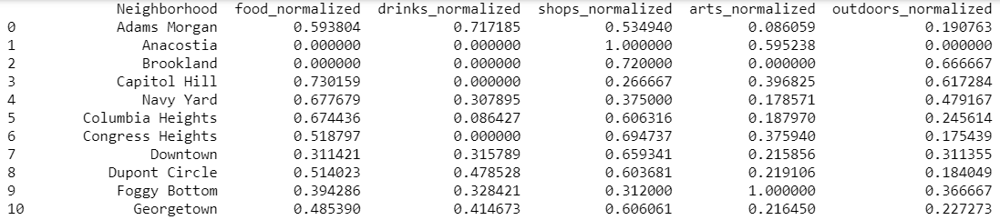 Neighborhood food_normalized drinks_normalized shops_normalized arts_normalized outdoors_normalized
0 Adams Morgan 0.593804 0.717185 0.534940 0.086059 0.190763
1 Anacostia 0.000000 0.000000 1.000000 0.595238 0.000000
2 Brookland 0.000000 0.000000 0.720000 0.000000 0.666667
3 Capitol Hill 0.730159 0.000000 0.266667 0.396825 0.617284
4 Navy Yard 0.677679 0.307895 0.375000 0.178571 0.479167
5 Columbia Heights 0.674436 0.086427 0.606316 0.187970 0.245614
6 Congress Heights 0.518797 0.000000 0.694737 0.375940 0.175439
7 Downtown 0.311421 0.315789 0.659341 0.215856 0.311355
8 Dupont Circle 0.514023 0.478528 0.603681 0.219106 0.184049
9 Foggy Bottom 0.394286 0.328421 0.312000 1.000000 0.366667
10 Georgetown 0.485390 0.414673 0.606061 0.216450 0.227273